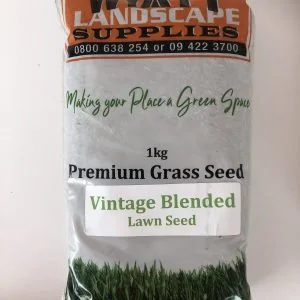 LANDSCAPE
SUPPLIES
0800 638 254 or 09 422 3700
Making your Place a Green Space
1kg
Premium Grass Seed
Vintage Blended
Lawn Seed